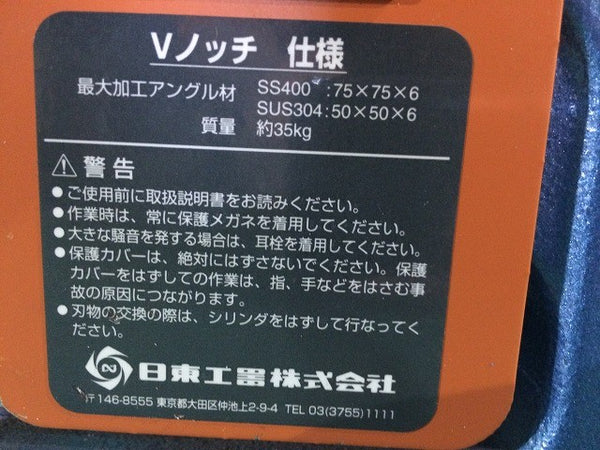 Vノッチ 仕様
最大加工アングル材 SS400 :75×75×6
SUS304:50×50×6
質量 約35kg
⚠警告
●ご使用前に取扱説明書をお読みください。
●作業時は、常に保護メガネを着用してください。
●大きな騒音を発する場合は、耳栓を着用してください。
●保護カバーは、絶対にはずさないでください。保護
カバーをはずしての作業は、指、手などをはさむ事
故の原因につながります。
●刃物の交換の際は、シリンダをはずして行なってく
ださい。
日東工器株式会社
〒146-8555 東京都大田区仲池上2-9-4 TEL 03(3755)1111